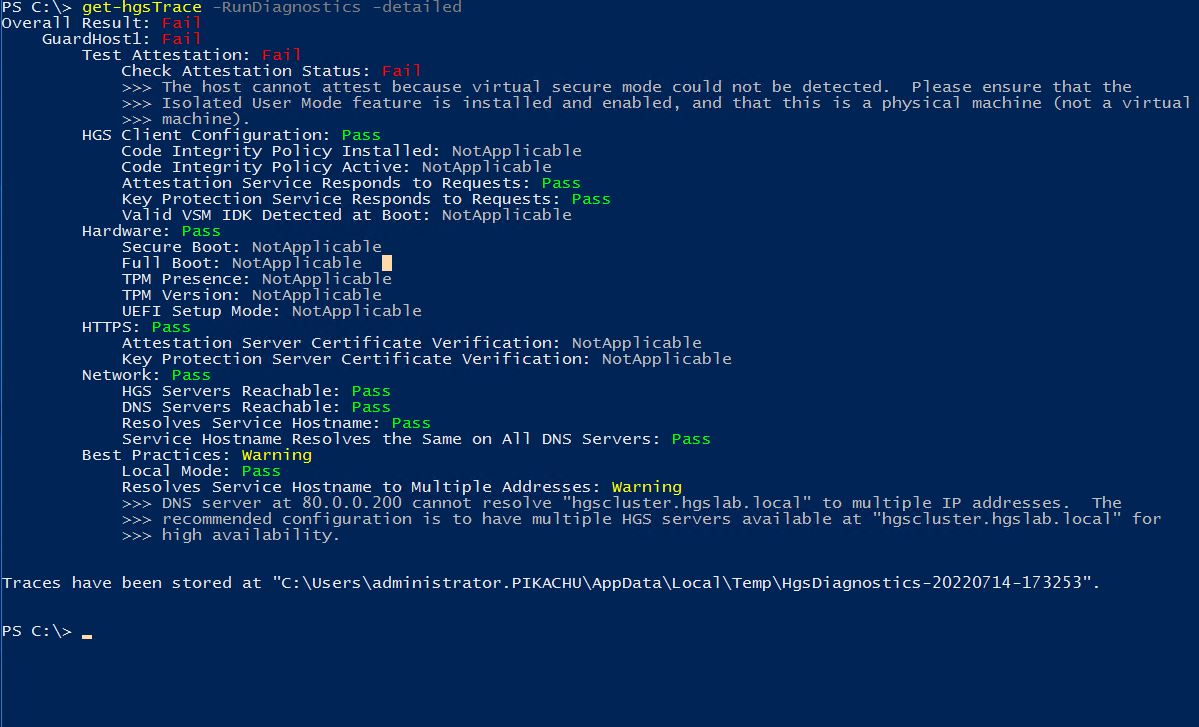 PS C:\> get-hgsTrace -RunDiagnostics -detailed
Overall Result: Fail
GuardHost1: Fail
Test Attestation: Fail
Check Attestation Status: Fail
>>> The host cannot attest because virtual secure mode could not be detected.  Please ensure that the
>>> Isolated User Mode feature is installed and enabled, and that this is a physical machine (not a virtual
>>> machine).
HGS Client Configuration: Pass
Code Integrity Policy Installed: NotApplicable
Code Integrity Policy Active: NotApplicable
Attestation Service Responds to Requests: Pass
Key Protection Service Responds to Requests: Pass
Valid VSM IDK Detected at Boot: NotApplicable
Hardware: Pass
Secure Boot: NotApplicable
Full Boot: NotApplicable
TPM Presence: NotApplicable
TPM Version: NotApplicable
UEFI Setup Mode: NotApplicable
HTTPS: Pass
Attestation Server Certificate Verification: NotApplicable
Key Protection Server Certificate Verification: NotApplicable
Network: Pass
HGS Servers Reachable: Pass
DNS Servers Reachable: Pass
Resolves Service Hostname: Pass
Service Hostname Resolves the Same on All DNS Servers: Pass
Best Practices: Warning
Local Mode: Pass
Resolves Service Hostname to Multiple Addresses: Warning
>>> DNS server at 80.0.0.200 cannot resolve "hgscluster.hgslab.local" to multiple IP addresses.  The
>>> recommended configuration is to have multiple HGS servers available at "hgscluster.hgslab.local" for
>>> high availability.
Traces have been stored at "C:\Users\administrator.PIKACHU\AppData\Local\Temp\HgsDiagnostics-20220714-173253".
PS C:\>